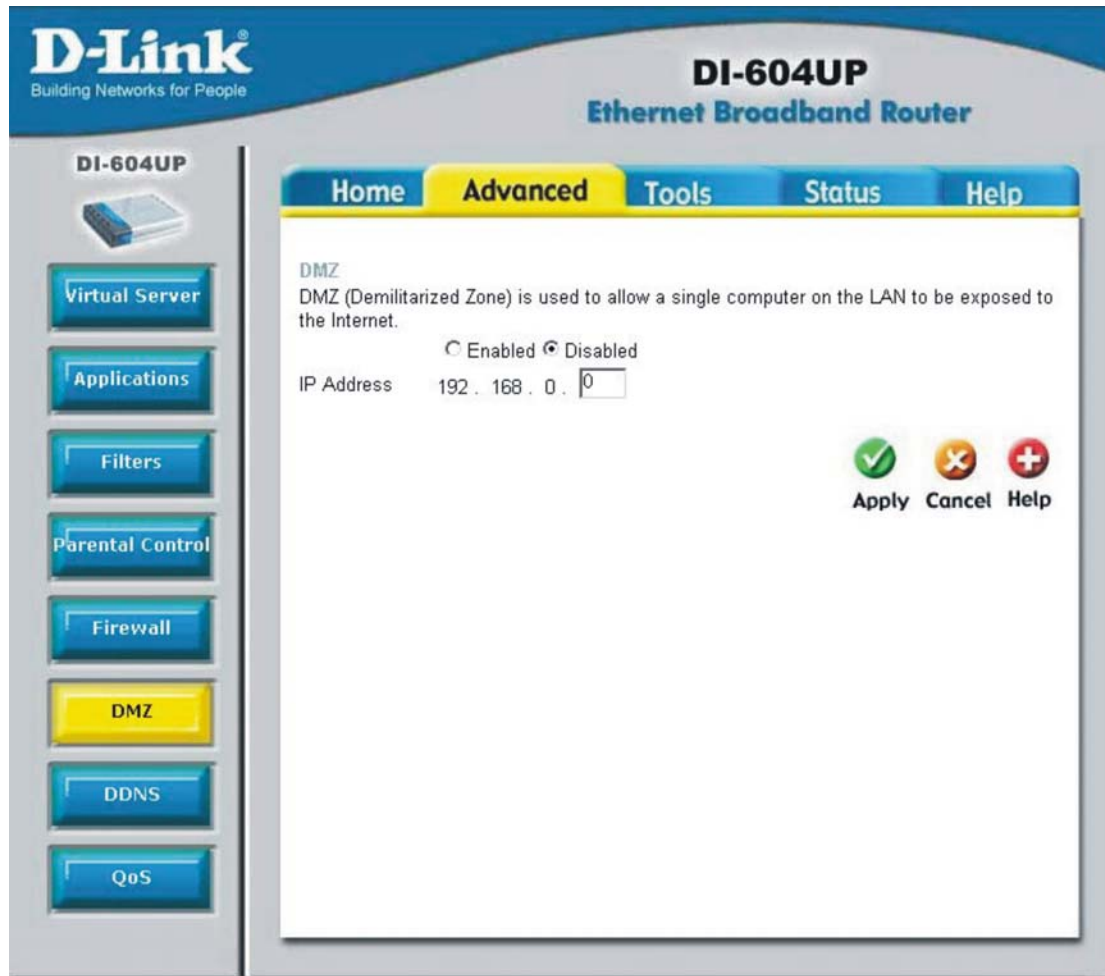 D-Link®
Building Networks for People
DI-604UP
Ethernet Broadband Router
DI-604UP
Home Advanced Tools Status Help
Virtual Server
Applications
Filters
Parental Control
Firewall
DMZ
DDNS
QoS
DMZ
DMZ (Demilitarized Zone) is used to allow a single computer on the LAN to be exposed to
the Internet.
Enabled Disabled
IP Address 192 . 168 . 0 . 0
Apply Cancel Help